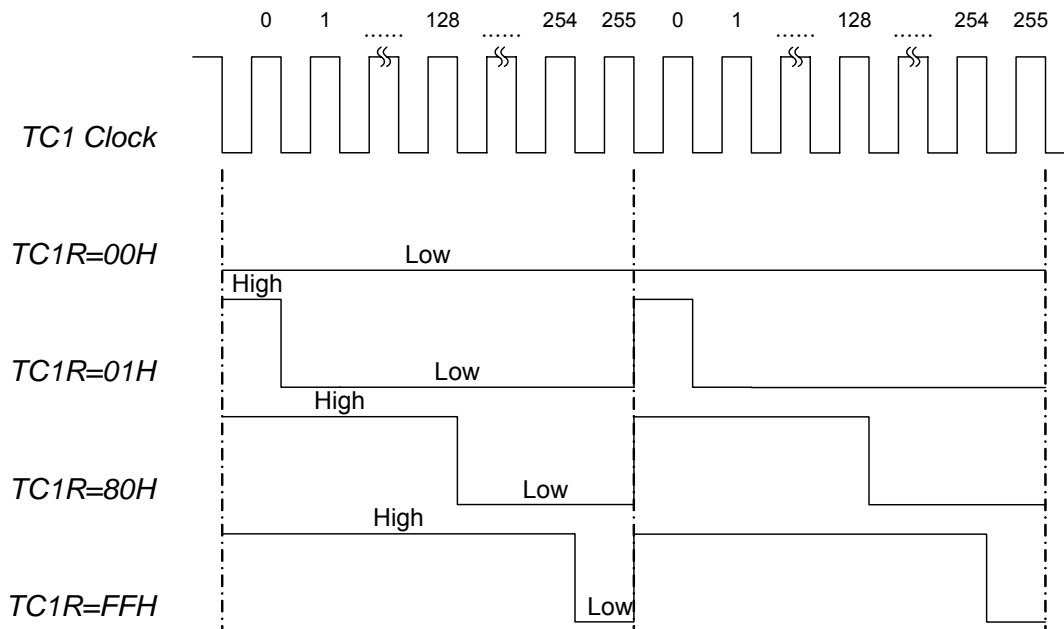 0 1 128 254 255 0 1 128 254 255
...... ...... ...... ......
TC1 Clock
TC1R=00H
Low
High
TC1R=01H
Low
High
TC1R=80H
Low
High
TC1R=FFH
Low